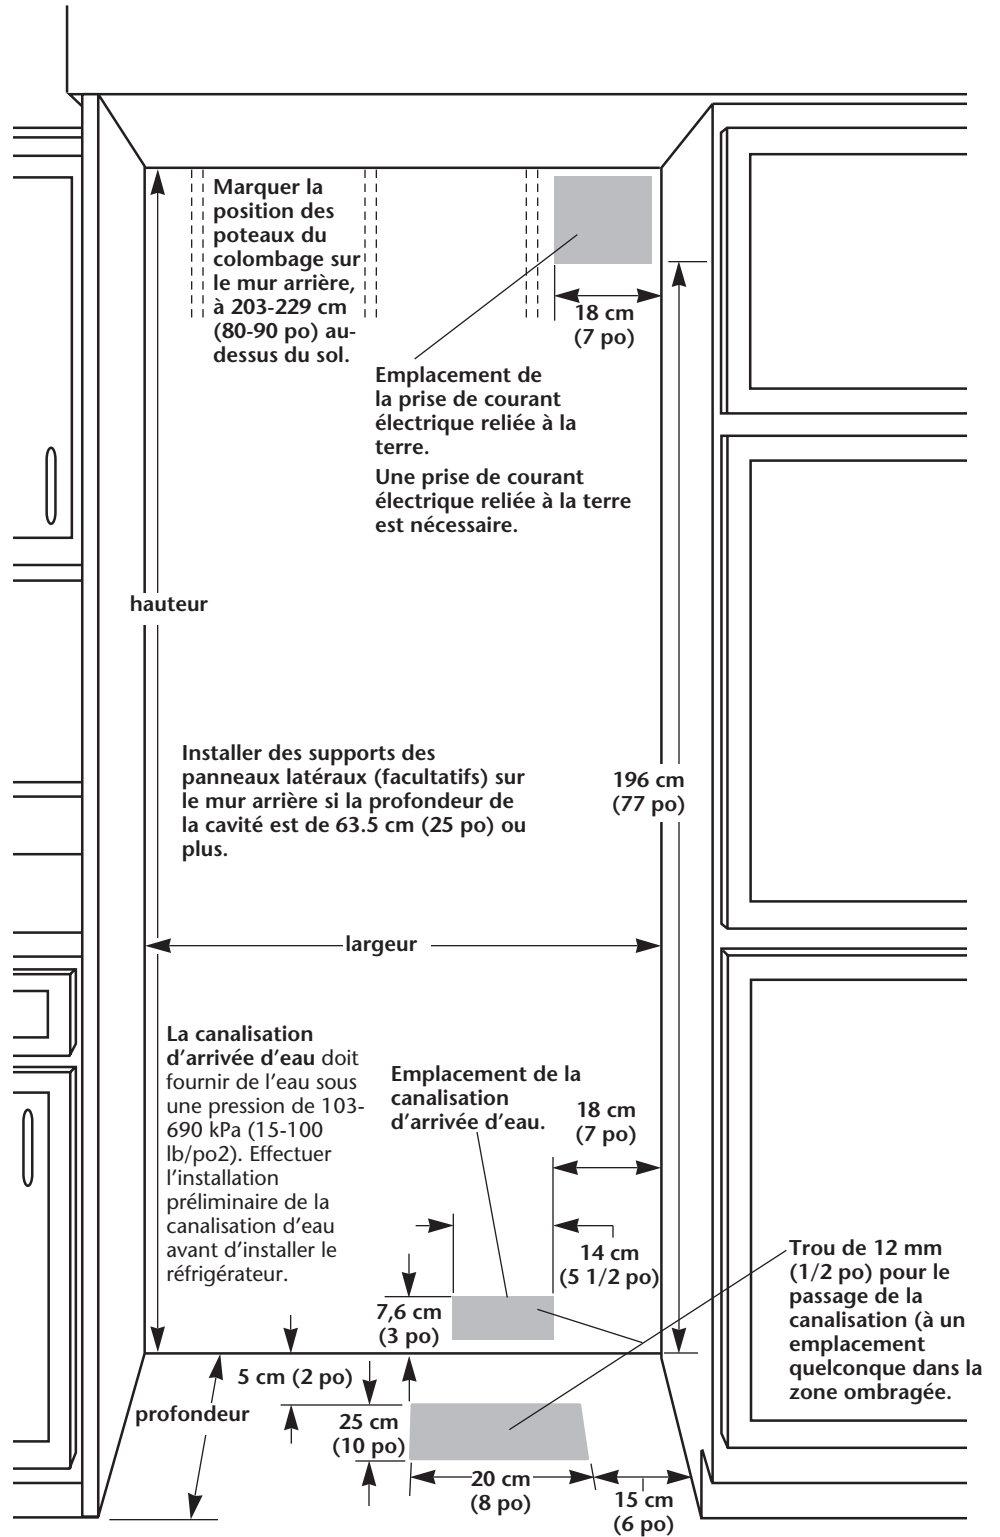 Marquer la
position des
poteaux du
colombage sur
le mur arrière,
à 203-229 cm
(80-90 po) au-
dessus du sol.
18 cm
(7 po)
Emplacement de
la prise de courant
électrique reliée à la
terre.
Une prise de courant
électrique reliée à la terre
est nécessaire.
hauteur
Installer des supports des
panneaux latéraux (facultatifs) sur
le mur arrière si la profondeur de
la cavité est de 63.5 cm (25 po) ou
plus.
196 cm
(77 po)
largeur
La canalisation
d’arrivée d’eau doit
fournir de l’eau sous
une pression de 103-
690 kPa (15-100
lb/po2). Effectuer
l’installation
préliminaire de la
canalisation d’eau
avant d’installer le
réfrigérateur.
Emplacement de la
canalisation
d’arrivée d’eau.
18 cm
(7 po)
14 cm
(5 1/2 po)
Trou de 12 mm
(1/2 po) pour le
passage de la
canalisation (à un
emplacement
quelconque dans la
zone ombragée.
7,6 cm
(3 po)
5 cm (2 po)
profondeur
25 cm
(10 po)
20 cm
(8 po)
15 cm
(6 po)